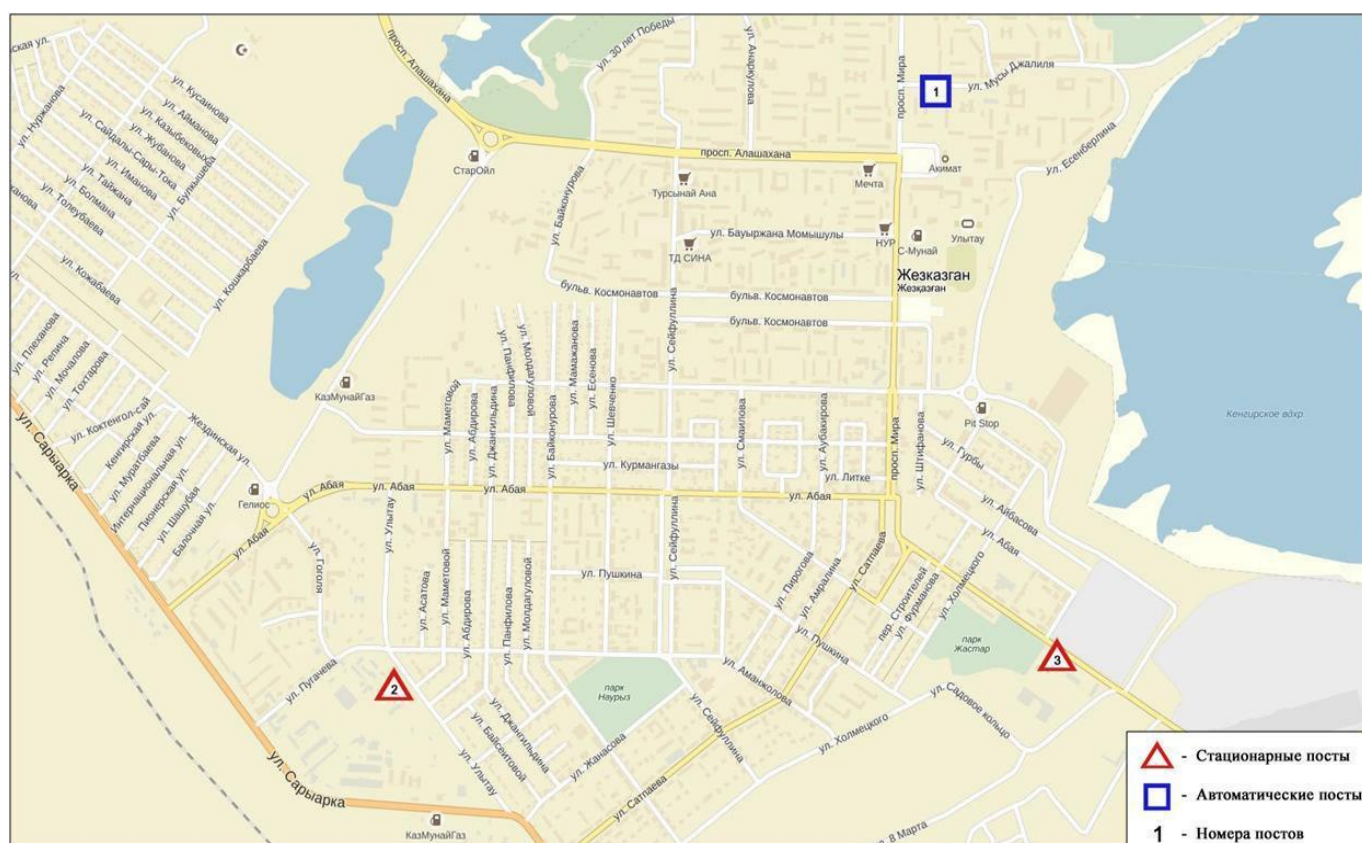 просп. Алашахана
ул. 30 лет Победы
ул. Анаркулова
просп. Мира
1
ул. Мусы Джалиля
ул. Есенберлина
ул. Нуржанова
ул. Кусаинова
ул. Айманова
ул. Казыбековых
ул. Жубанова
ул. Сайдалы-Сары-Тока
ул. Иманова
ул. Тайжана
ул. Болмана
ул. Толеубаева
ул. Булкышева
ул. Кожабаева
ул. Кошкарбаева
СтарОйл
просп. Алашахана
Турсынай Ана
Мечта
Акимат
ул. Байконурова
ул. Бауыржана Момышулы
НУР
С-Мунай
Улытау
ТД СИНА
Жезказган
Жезқазған
бульв. Космонавтов
бульв. Космонавтов
бульв. Космонавтов
ул. Сейфуллина
ул. Плеханова
ул. Репина
ул. Мочалова
ул. Тохтарова
ул. Коктенгол-сай
Кенгирская ул.
ул. Муратбаева
Интернациональная ул.
Пионерская ул.
ул. Шашубая
Балочная ул.
Жездинская ул.
ул. Сарыарка
КазМунайГаз
ул. Маметовой
ул. Абдирова
ул. Джангильдина
ул. Панфилова
ул. Молдагуловой
ул. Байконурова
ул. Мамажанова
ул. Есенова
ул. Шевченко
ул. Смаилова
ул. Аубакирова
просп. Мира
ул. Штифанова
Pit Stop
Кенгирское вдхр.
ул. Гурбы
ул. Курмангазы
ул. Литке
Гелиос
ул. Абая
ул. Абая
ул. Абая
ул. Абая
ул. Абая
ул. Айбасова
ул. Абая
ул. Гоголя
ул. Улытау
ул. Асатова
ул. Маметовой
ул. Абдирова
ул. Панфилова
ул. Молдагуловой
ул. Пушкина
ул. Сейфуллина
ул. Пирогова
ул. Амралина
ул. Сатпаева
пер. Строителей
ул. Фурманова
ул. Холмецкого
ул. Пушкина
парк
Жастар
3
ул. Пугачева
2
парк
Наурыз
ул. Аманжолова
ул. Садовое кольцо
ул. Джангильдина
ул. Байсеитовой
ул. Улытау
ул. Жанасова
ул. Сейфуллина
ул. Холмецкого
ул. Сарыарка
ул. Сатпаева
КазМунайГаз
8 Марта
- Стационарные посты
- Автоматические посты
1 - Номера постов